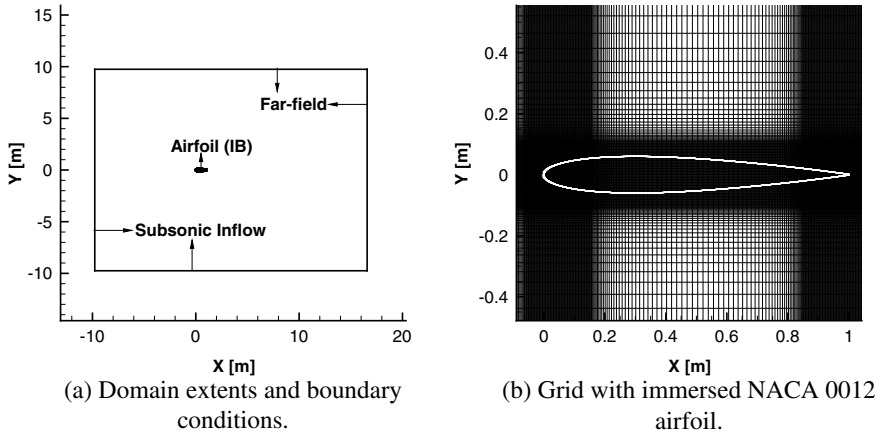 15
10
5
0
-5
-10
Y [m]
Far-field
Airfoil (IB)
Subsonic Inflow
-10 0 10 20
X [m]
(a) Domain extents and boundary
conditions.
0.4
0.2
0
-0.2
-0.4
Y [m]
0 0.2 0.4 0.6 0.8 1
X [m]
(b) Grid with immersed NACA 0012
airfoil.